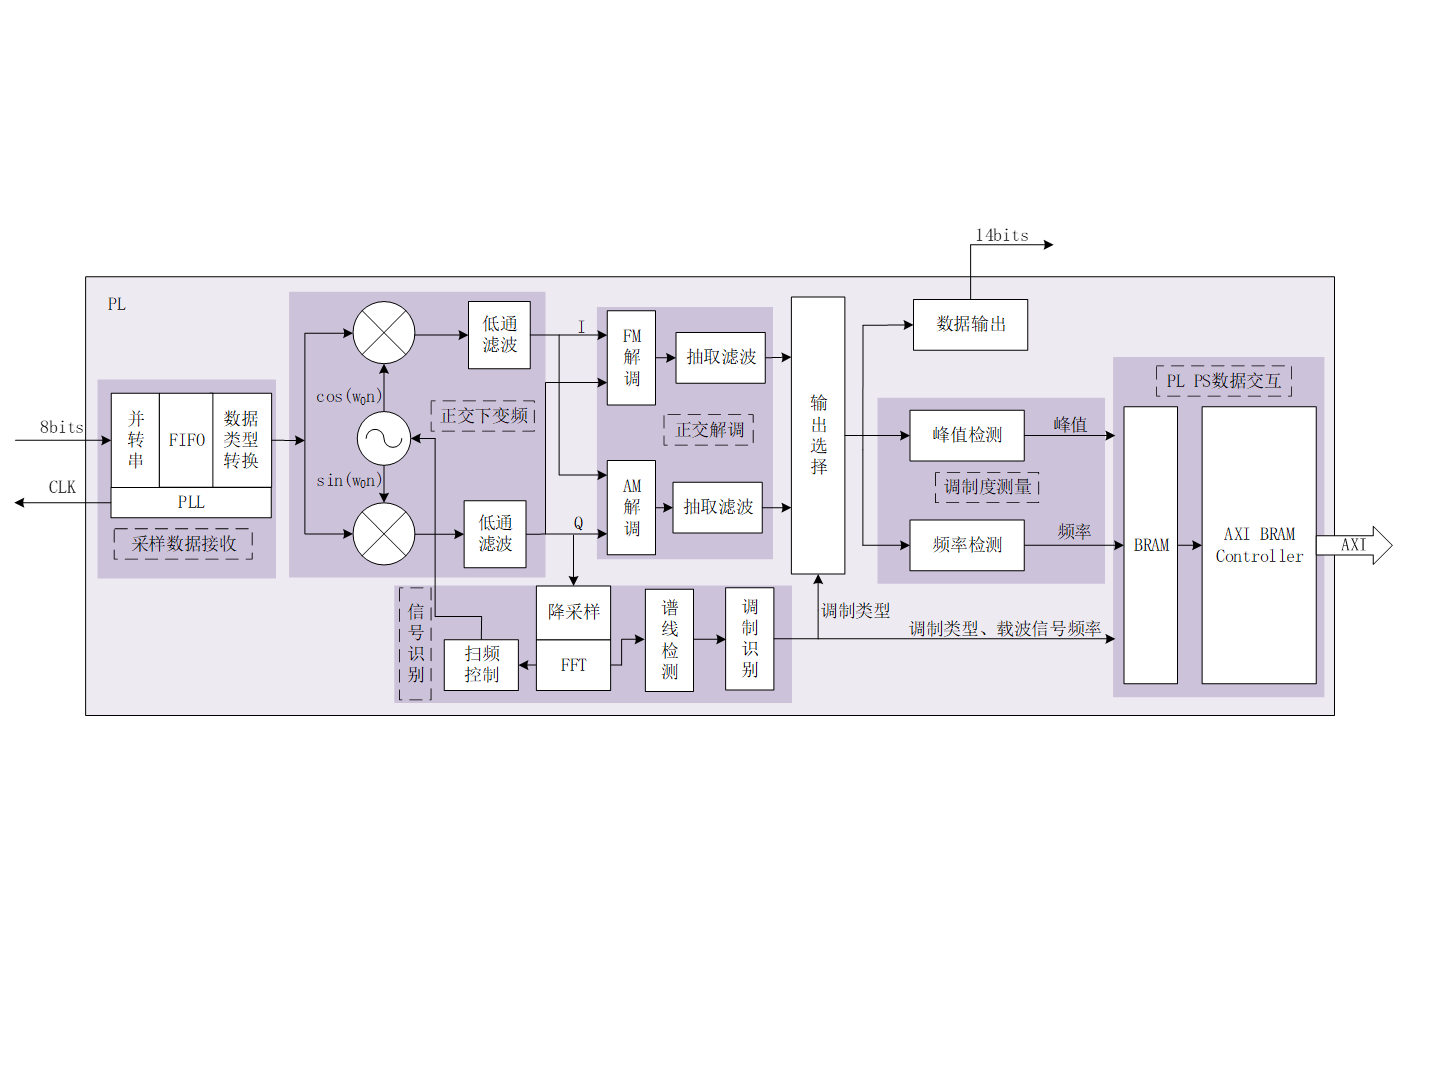 14bits
PL
8bits
CLK
并
转
串
FIFO
数据
类型
转换
PLL
采样数据接收
cos(w0n)
sin(w0n)
低通
滤波
正交下变频
低通
滤波
I
Q
FM
解
调
抽取滤波
正交解调
AM
解
调
抽取滤波
信
号
识
别
扫频
控制
降采样
FFT
谱
线
检
测
调
制
识
别
输
出
选
择
调制类型
数据输出
峰值检测
峰值
调制度测量
频率检测
频率
调制类型、载波信号频率
PL PS数据交互
BRAM
AXI BRAM
Controller
AXI